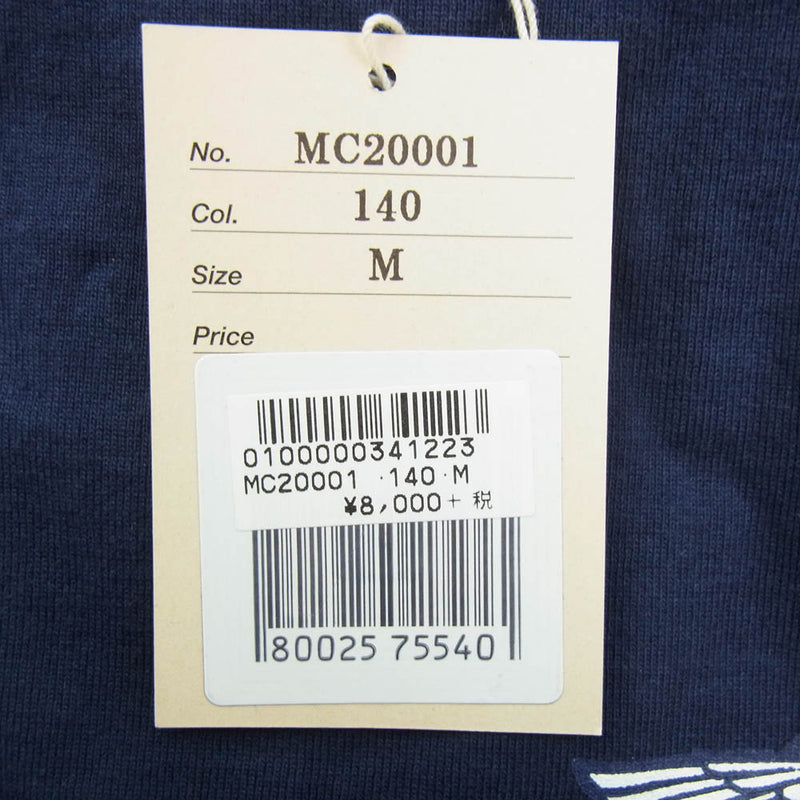 No. MC20001
Col. 140
Size M
Price
0100000341223
MC20001 ·140·M
¥8,000+税
80025 75540